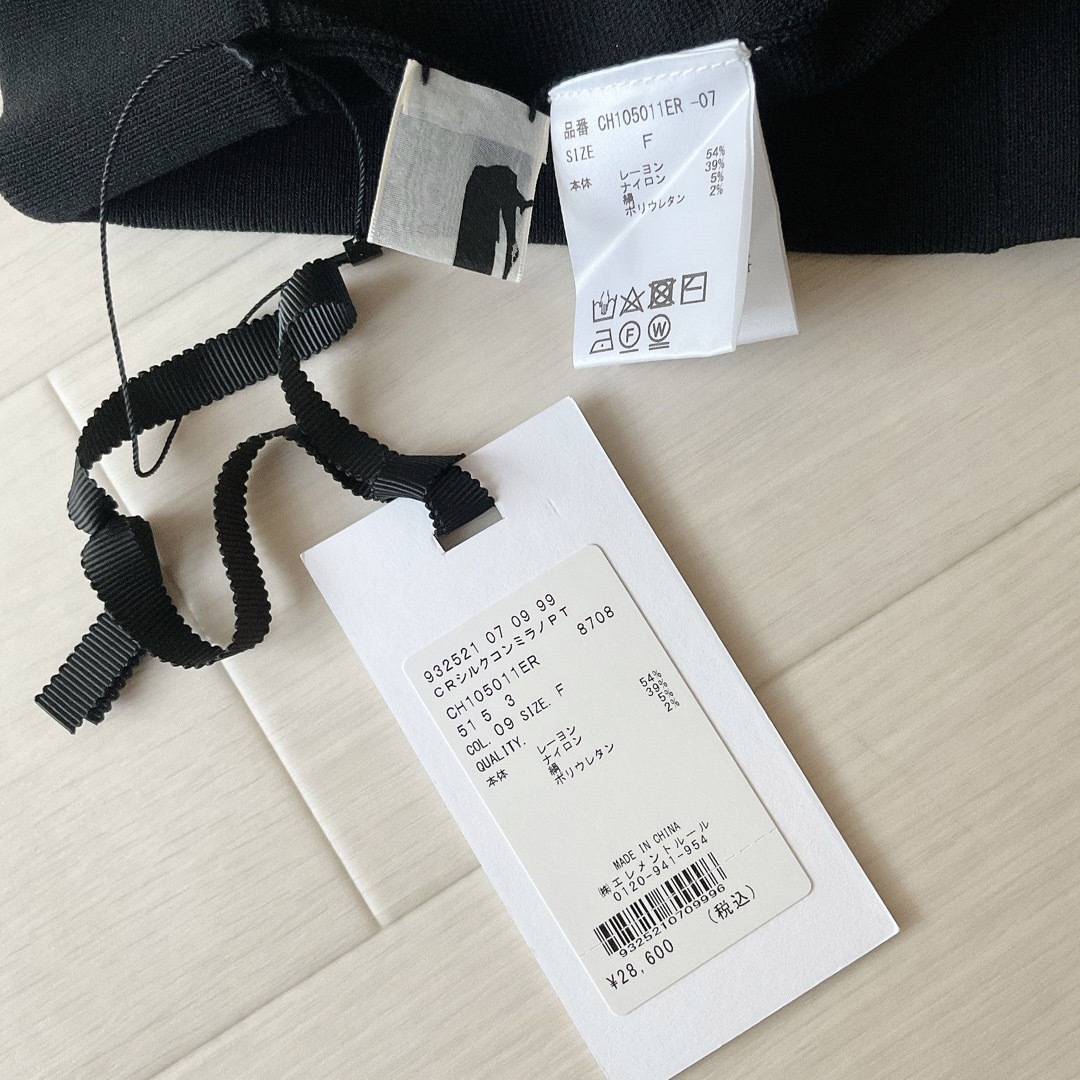 品番 CH105011ER -07
SIZE F
本体 レーヨン 54%
ナイロン 39%
絹 5%
ポリウレタン 2%
F
W
932521 07 09 99
CRシルクコンミラノPT
8708
CH105011ER
51 5 3
COL. 09 SIZE. F
QUALITY.
本体 レーヨン 54%
ナイロン 39%
絹 5%
ポリウレタン 2%
MADE IN CHINA
㈱エレメントルール
0120-941-954
9325210709996
¥28,600 (税込)